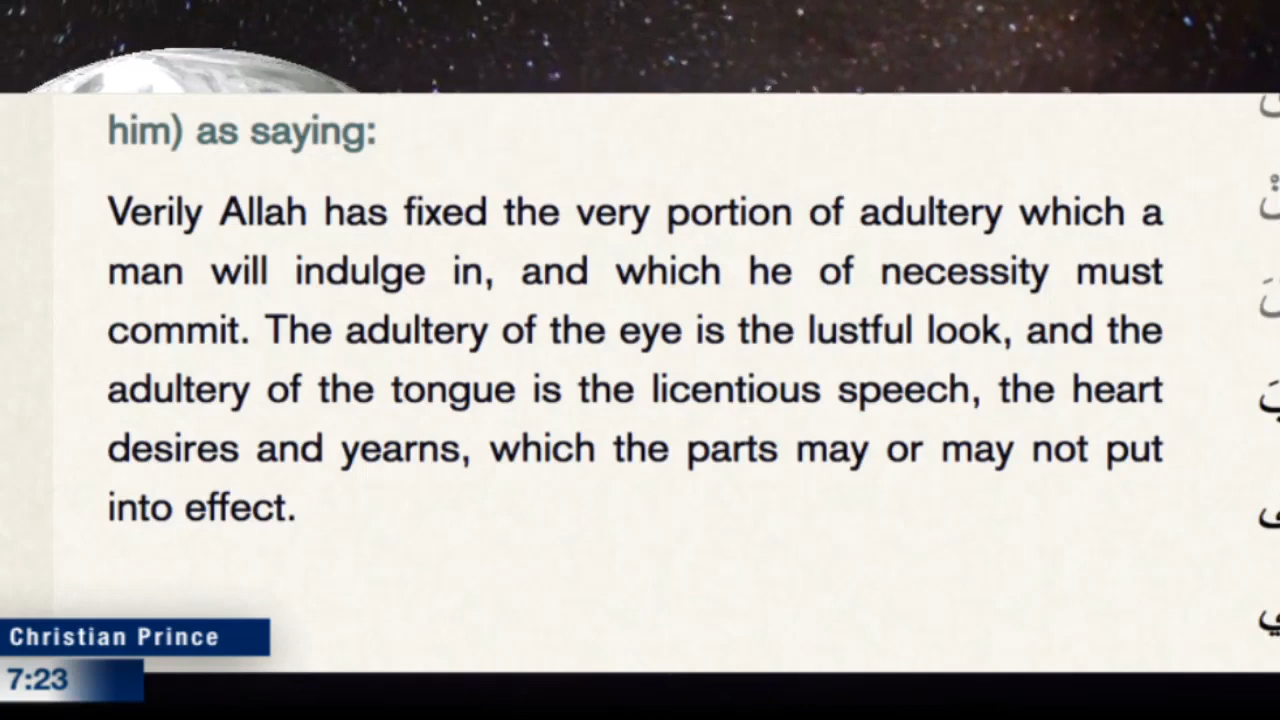 him) as saying:
Verily Allah has fixed the very portion of adultery which a
man will indulge in, and which he of necessity must
commit. The adultery of the eye is the lustful look, and the
adultery of the tongue is the licentious speech, the heart
desires and yearns, which the parts may or may not put
into effect.
Christian Prince
7:23